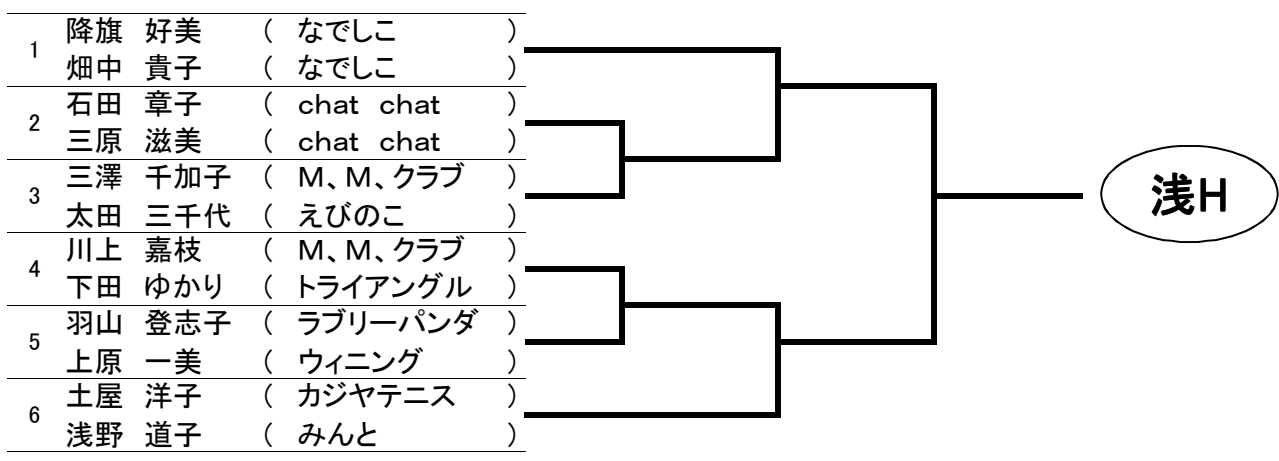 1 降旗 好美 ( なでしこ )
畑中 貴子 ( なでしこ )
2 石田 章子 ( chat chat )
三原 滋美 ( chat chat )
3 三澤 千加子 ( M、M、クラブ )
太田 三千代 ( えびのこ )
4 川上 嘉枝 ( M、M、クラブ )
下田 ゆかり ( トライアングル )
5 羽山 登志子 ( ラブリーパンダ )
上原 一美 ( ウィニング )
6 土屋 洋子 ( カジヤテニス )
浅野 道子 ( みんと )
浅H